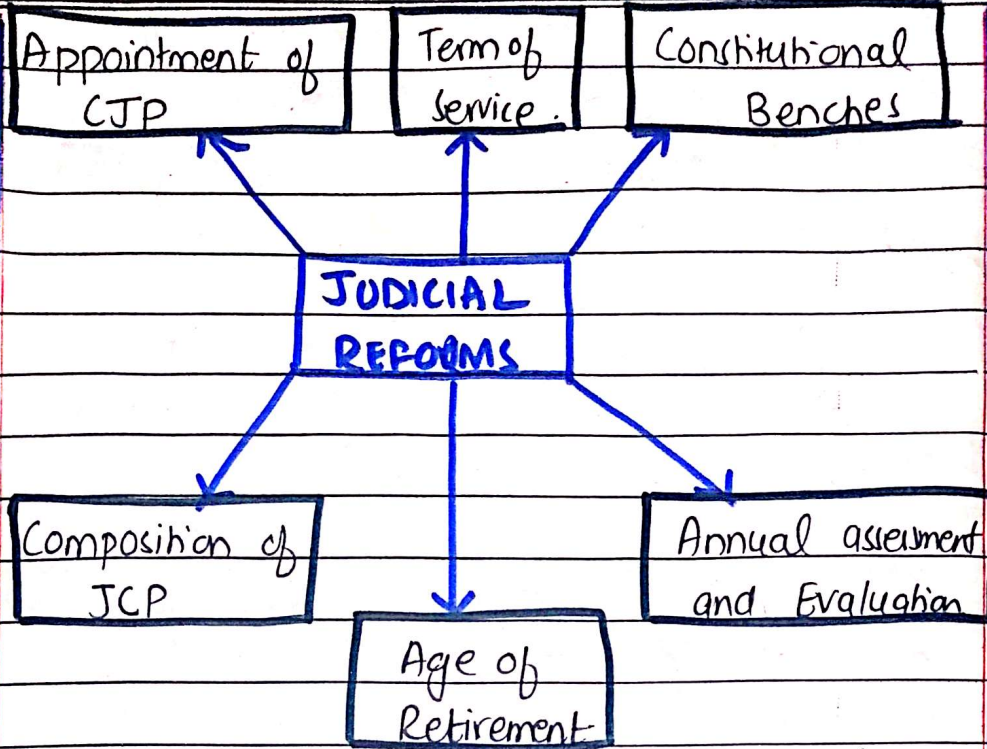 Appointment of
CJP
Term of
service.
Constitutional
Benches
JUDICIAL
REFORMS
Composition of
JCP
Age of
Retirement
Annual assesment
and Evaluation